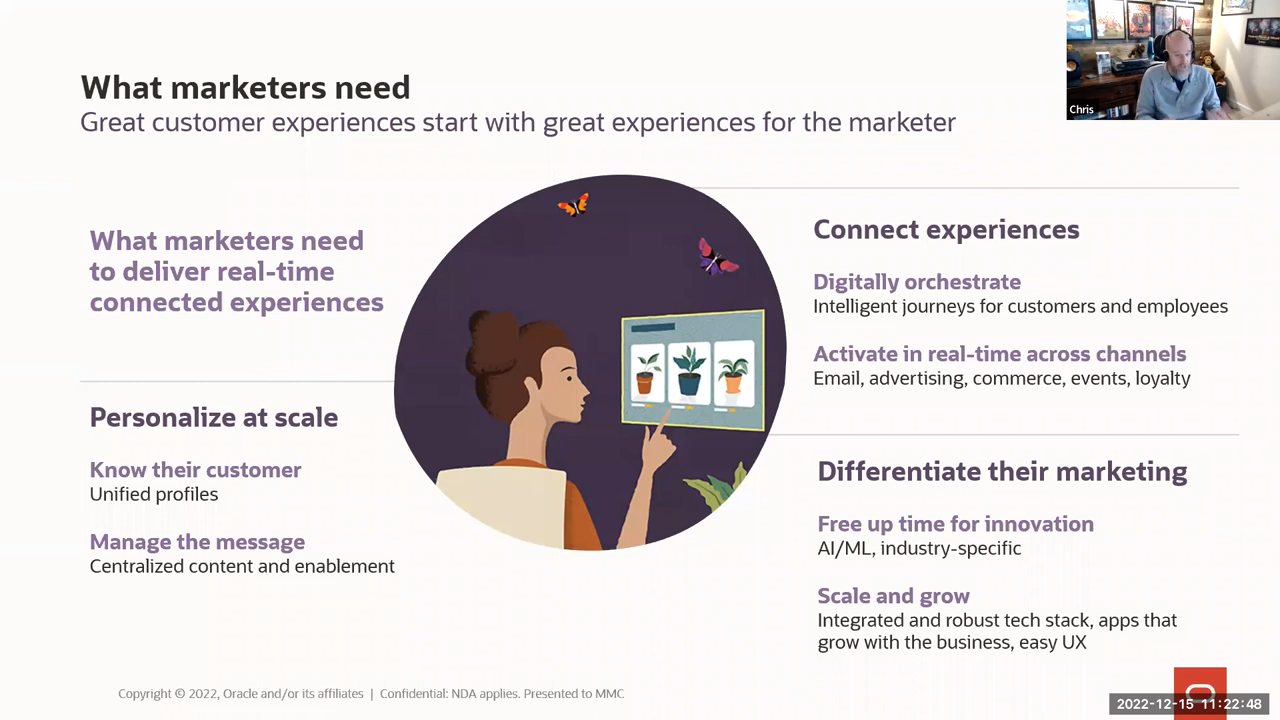 What marketers need
Great customer experiences start with great experiences for the marketer
Chris
What marketers need
to deliver real-time
connected experiences
Personalize at scale
Know their customer
Unified profiles
Manage the message
Centralized content and enablement
Connect experiences
Digitally orchestrate
Intelligent journeys for customers and employees
Activate in real-time across channels
Email, advertising, commerce, events, loyalty
Differentiate their marketing
Free up time for innovation
AI/ML, industry-specific
Scale and grow
Integrated and robust tech stack, apps that
grow with the business, easy UX
Copyright © 2022, Oracle and/or its affiliates | Confidential: NDA applies. Presented to MMC
2022-12-15 11:22:48